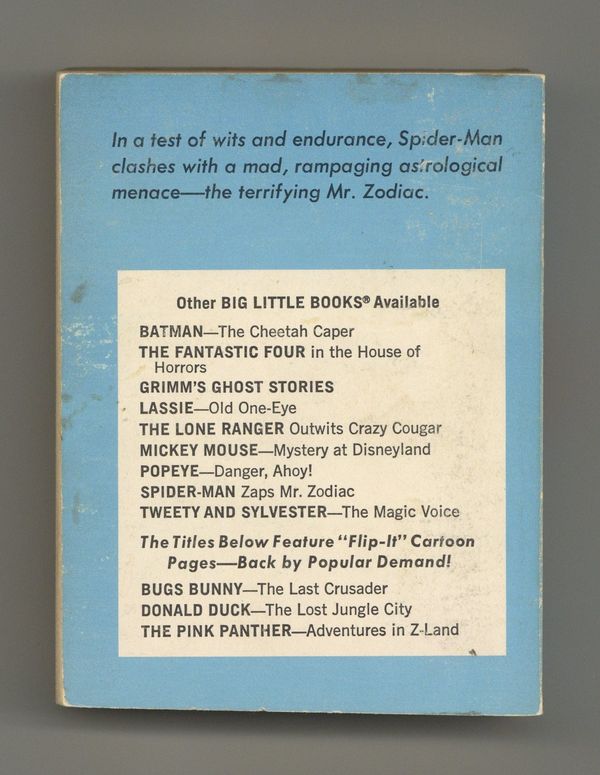 In a test of wits and endurance, Spider-Man
clashes with a mad, rampaging astrological
menace—the terrifying Mr. Zodiac.
Other BIG LITTLE BOOKS® Available
BATMAN—The Cheetah Caper
THE FANTASTIC FOUR in the House of
Horrors
GRIMM'S GHOST STORIES
LASSIE—Old One-Eye
THE LONE RANGER Outwits Crazy Cougar
MICKEY MOUSE—Mystery at Disneyland
POPEYE—Danger, Ahoy!
SPIDER-MAN Zaps Mr. Zodiac
TWEETY AND SYLVESTER—The Magic Voice
The Titles Below Feature "Flip-It" Cartoon
Pages—Back by Popular Demand!
BUGS BUNNY—The Last Crusader
DONALD DUCK—The Lost Jungle City
THE PINK PANTHER—Adventures in Z-Land